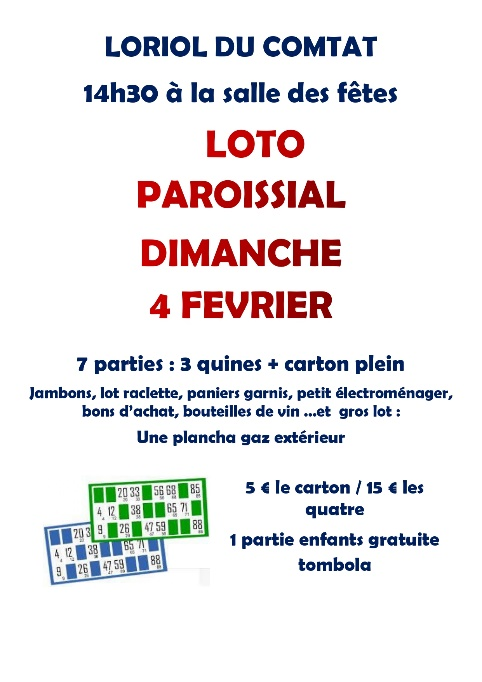 LORIOL DU COMTAT
14h30 à la salle des fêtes
LOTO
PAROISSIAL
DIMANCHE
4 FEVRIER
7 parties : 3 quines + carton plein
Jambons, lot raclette, paniers garnis, petit électroménager,
bons d'achat, bouteilles de vin ...et gros lot :
Une plancha gaz extérieur
5 € le carton / 15 € les
quatre
1 partie enfants gratuite
tombola
20 33 56 68 85
4 12 38 65 71
9 26 47 59 88
20 3
4 12 38
9 26 47 59 88